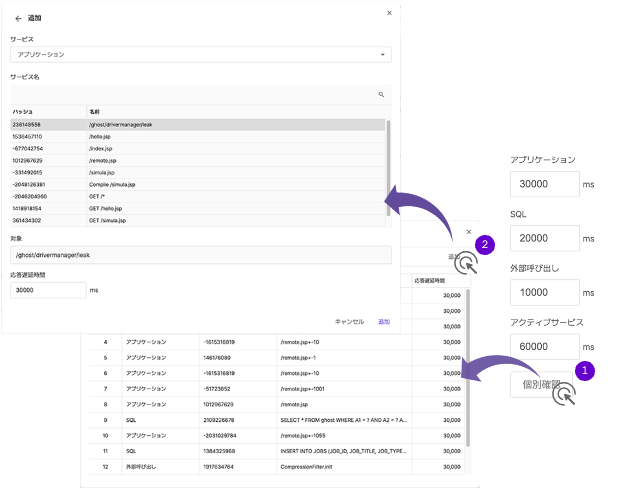 追加
サービス
アプリケーション
サービス名
ハッシュ 名前
236148558 /ghost/drivermanager/leak
1536457110 /hello.jsp
-677042754 /index.jsp
1012967629 /remote.jsp
-331492015 /simula.jsp
-2048126381 Compile /simula.jsp
-2046204960 GET /*
1418918154 GET /hello.jsp
361434302 GET /simula.jsp
対象
/ghost/drivermanager/leak
応答遅延時間
30000 ms
キャンセル 追加
2
追加
応答遅延時間
30,000
30,000
30,000
4 アプリケーション -1615316819 /remote.jsp+-10 30,000
5 アプリケーション 146176080 /remote.jsp+-1 30,000
6 アプリケーション -1615316819 /remote.jsp+-10 30,000
7 アプリケーション -51723652 /remote.jsp+-1001 30,000
8 アプリケーション 1012967629 /remote.jsp 30,000
9 SQL 2109226678 SELECT * FROM ghost WHERE A1 = ? AND A2 = ? A... 30,000
10 アプリケーション -2031029784 /remote.jsp+-1095 30,000
11 SQL 1384325968 INSERT INTO JOBS (JOB_ID, JOB_TITLE, JOB_TYPE... 30,000
12 外部呼び出し 1917634764 CompressionFilter.init 30,000
アプリケーション
30000 ms
SQL
20000 ms
外部呼び出し
10000 ms
アクティブサービス
60000 ms
1
個別確認